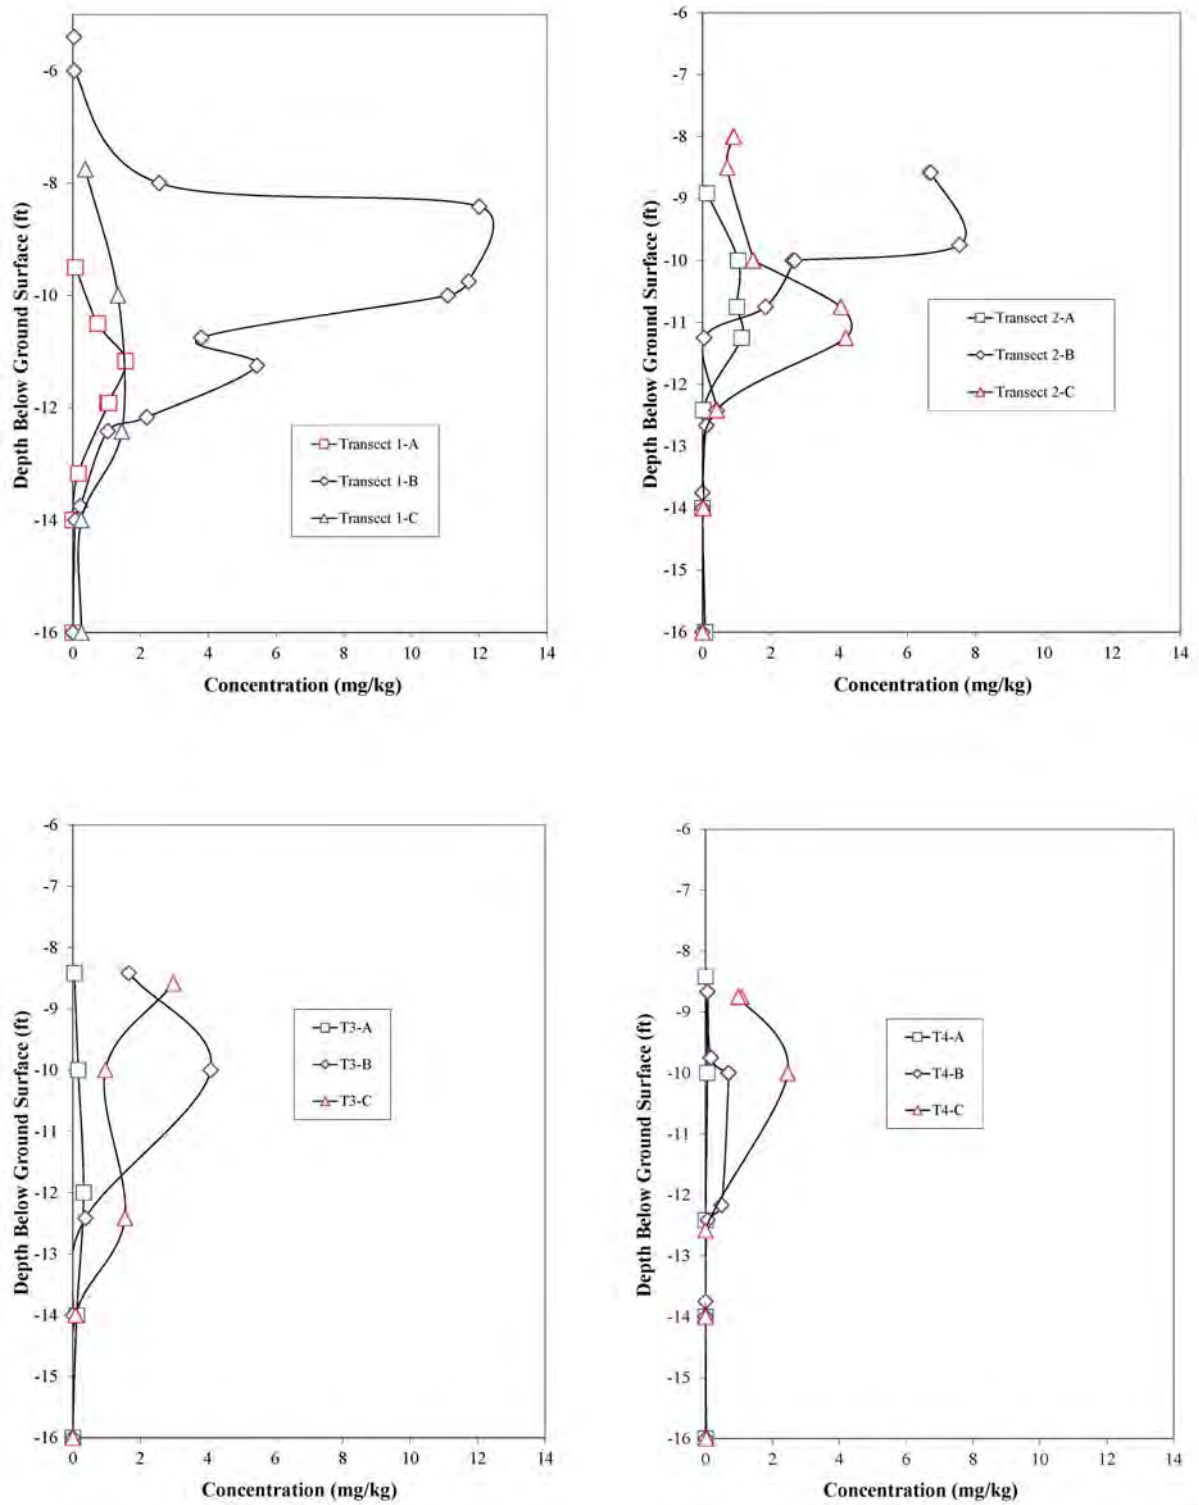 -6
-8
-10
-12
-14
-16
0 2 4 6 8 10 12 14
Depth Below Ground Surface (ft)
Concentration (mg/kg)
Transect 1-A
Transect 1-B
Transect 1-C
-6
-7
-8
-9
-10
-11
-12
-13
-14
-15
-16
0 2 4 6 8 10 12 14
Depth Below Ground Surface (ft)
Concentration (mg/kg)
Transect 2-A
Transect 2-B
Transect 2-C
-6
-7
-8
-9
-10
-11
-12
-13
-14
-15
-16
0 2 4 6 8 10 12 14
Depth Below Ground Surface (ft)
Concentration (mg/kg)
T3-A
T3-B
T3-C
-6
-7
-8
-9
-10
-11
-12
-13
-14
-15
-16
0 2 4 6 8 10 12 14
Depth Below Ground Surface (ft)
Concentration (mg/kg)
T4-A
T4-B
T4-C